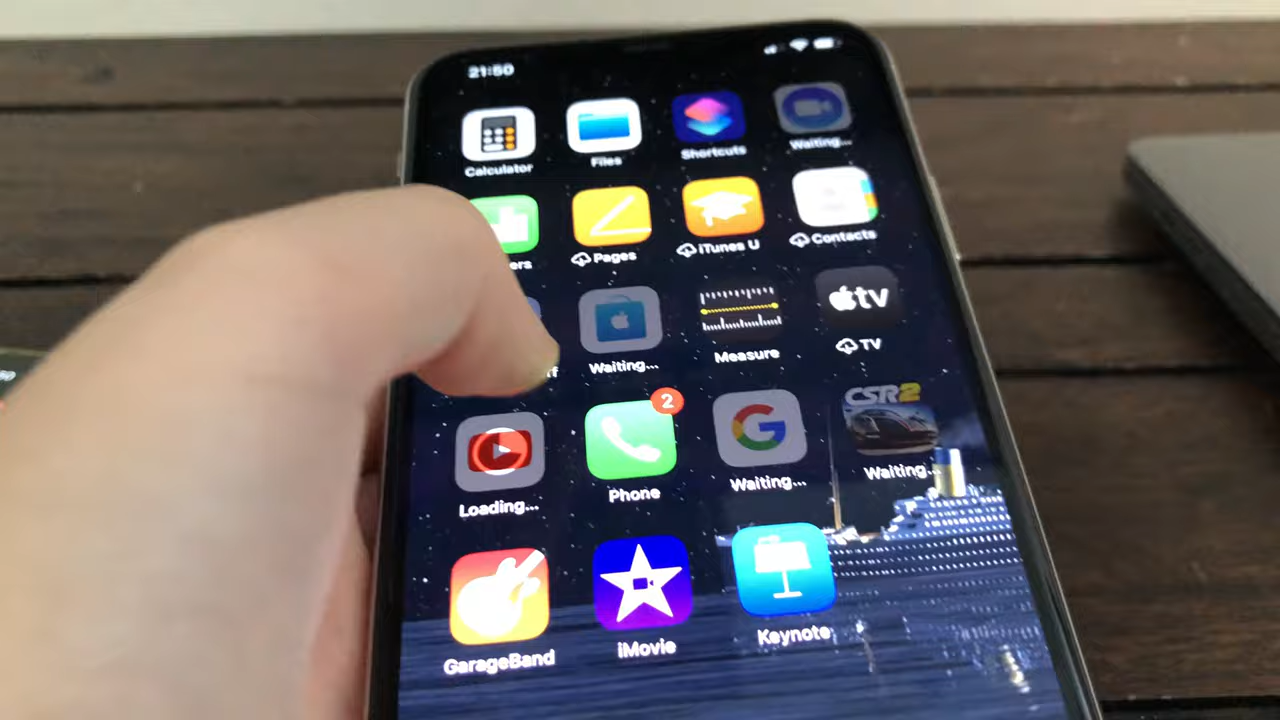 21:50
Calculator
Files
Shortcuts
Waiting...
ers
Pages
iTunes U
Contacts
Waiting...
Measure
tv
TV
2
G
CSR2
Loading...
Phone
Waiting...
Waiting...
GarageBand
iMovie
Keynote